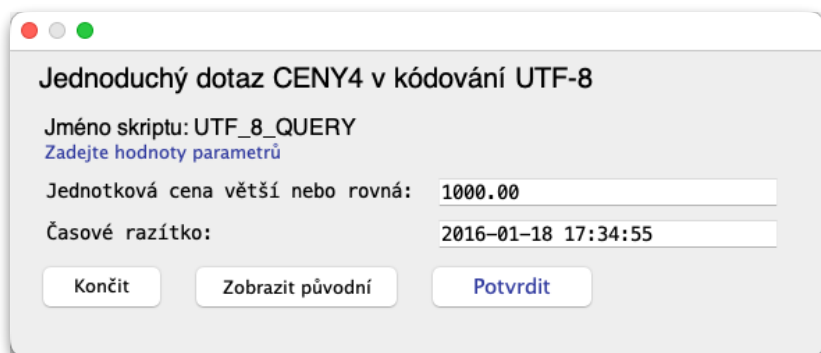 Jednoduchý dotaz CENY4 v kódování UTF-8
Jméno skriptu: UTF_8_QUERY
Zadejte hodnoty parametrů
Jednotková cena větší nebo rovná: 1000.00
Časové razítko: 2016-01-18 17:34:55
Končit Zobrazit původní Potvrdit